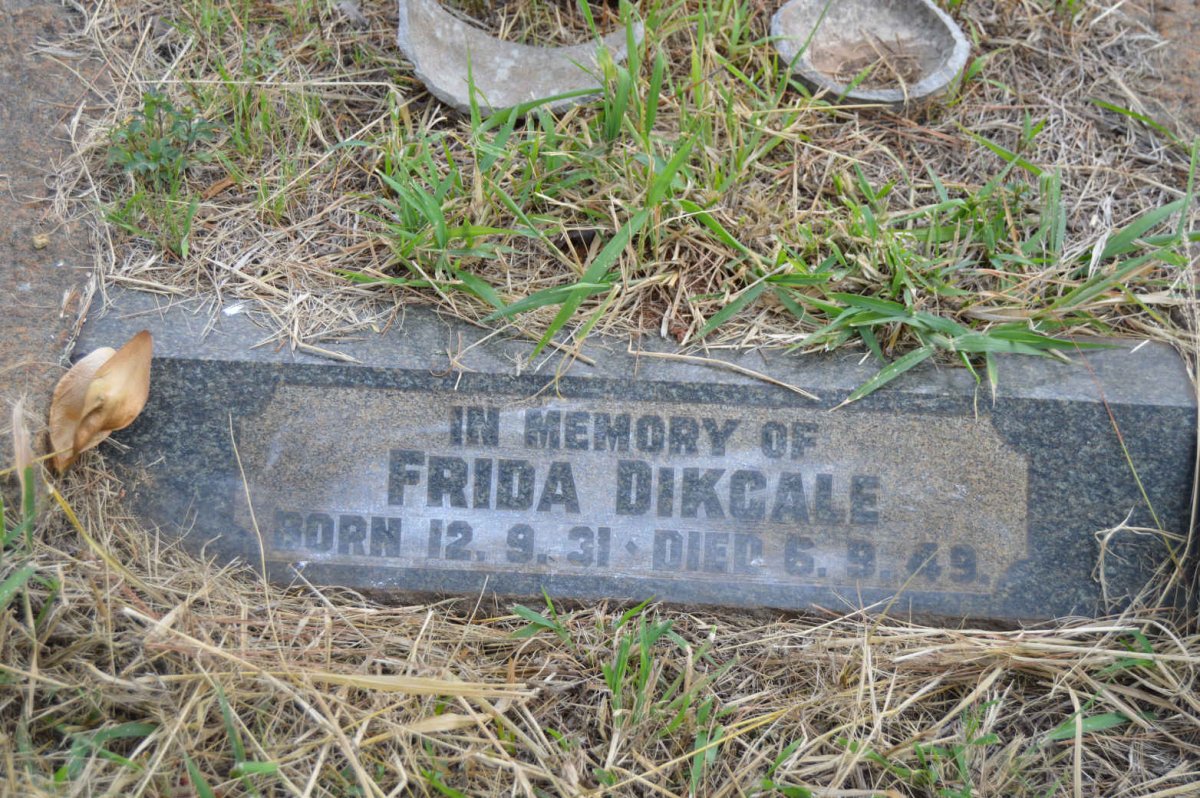 IN MEMORY OF
FRIDA DIKGALE
BORN 12. 9. 31 · DIED 6. 9. 49.